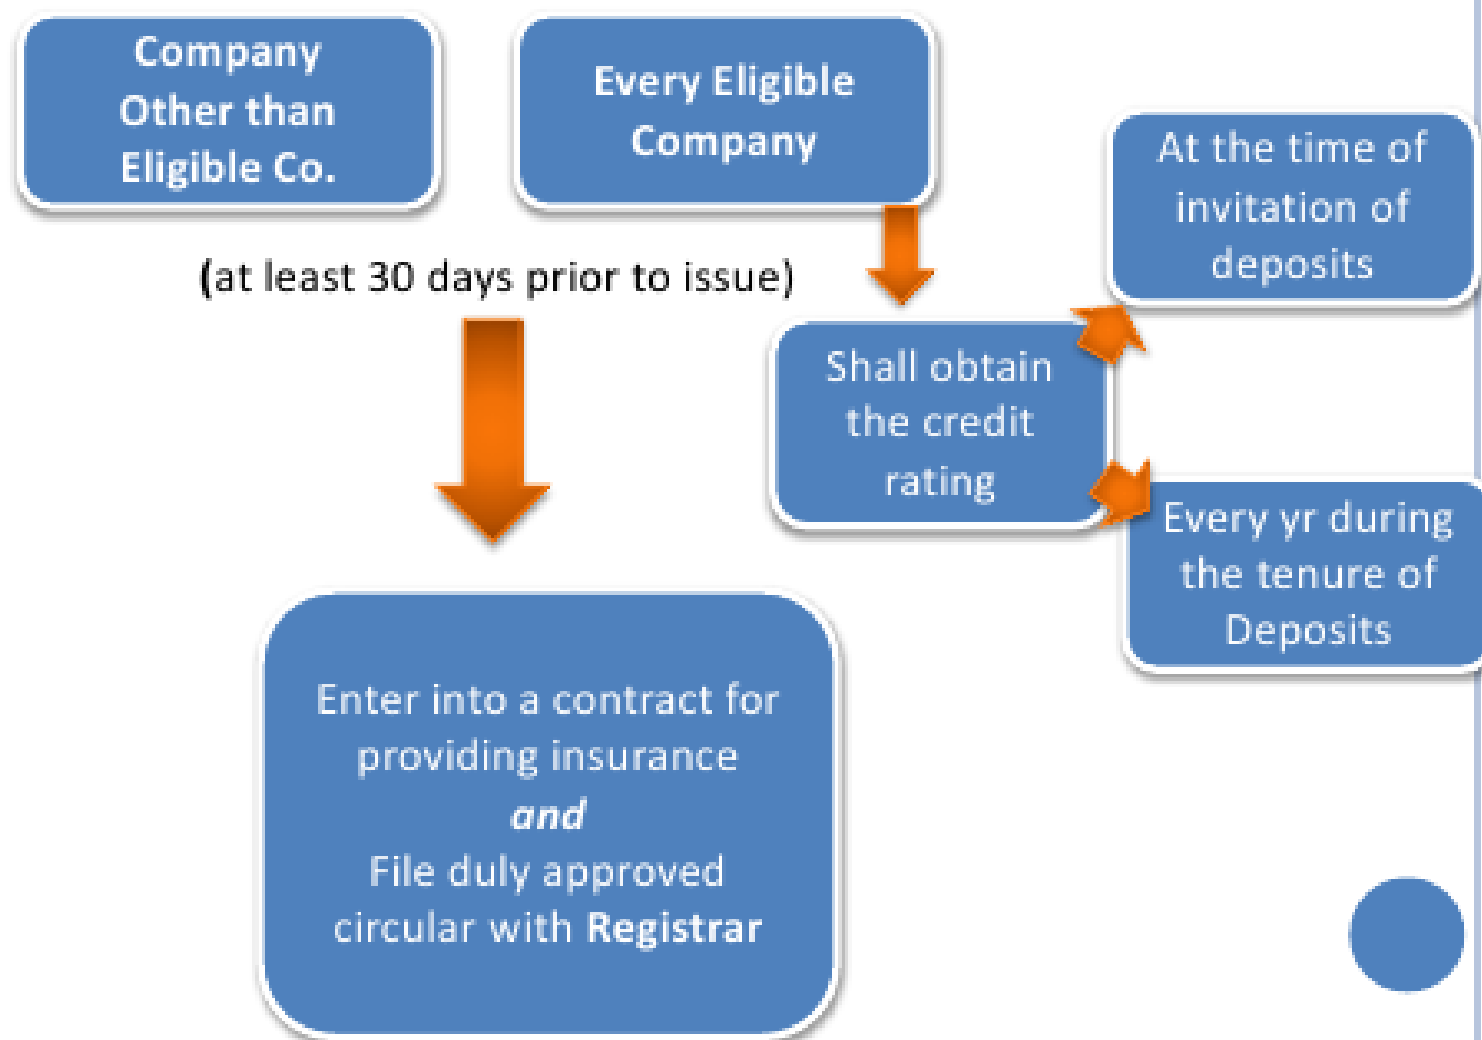 Company
Other than
Eligible Co.
Every Eligible
Company
At the time of
invitation of
deposits
(at least 30 days prior to issue)
Shall obtain
the credit
rating
Every yr during
the tenure of
Deposits
Enter into a contract for
providing insurance
and
File duly approved
circular with Registrar